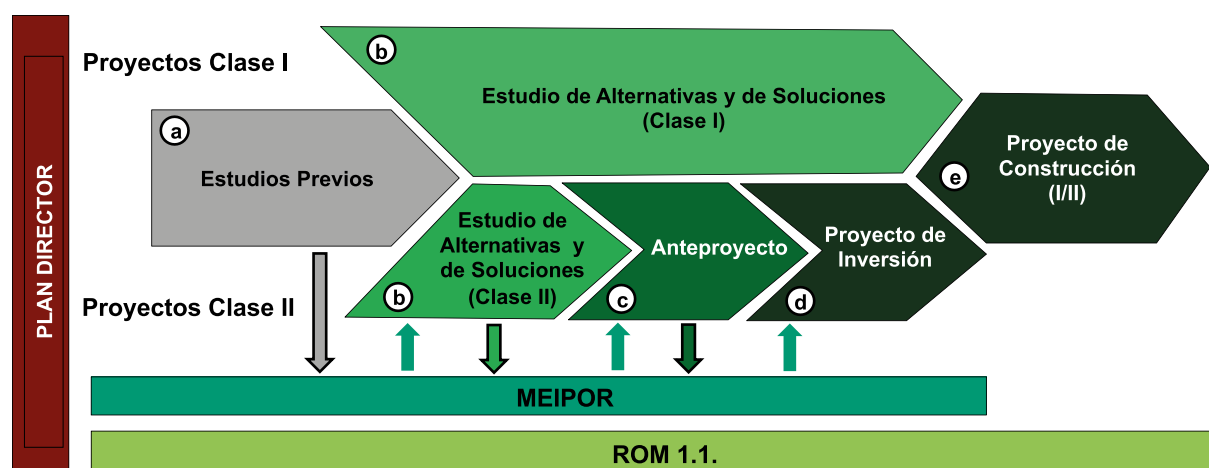 PLAN DIRECTOR
Proyectos Clase I
b
Estudio de Alternativas y de Soluciones
(Clase I)
a
Estudios Previos
e
Proyecto de
Construcción
(I/II)
Proyectos Clase II
b
Estudio de
Alternativas y
de Soluciones
(Clase II)
c
Anteproyecto
d
Proyecto de
Inversión
MEIPOR
ROM 1.1.